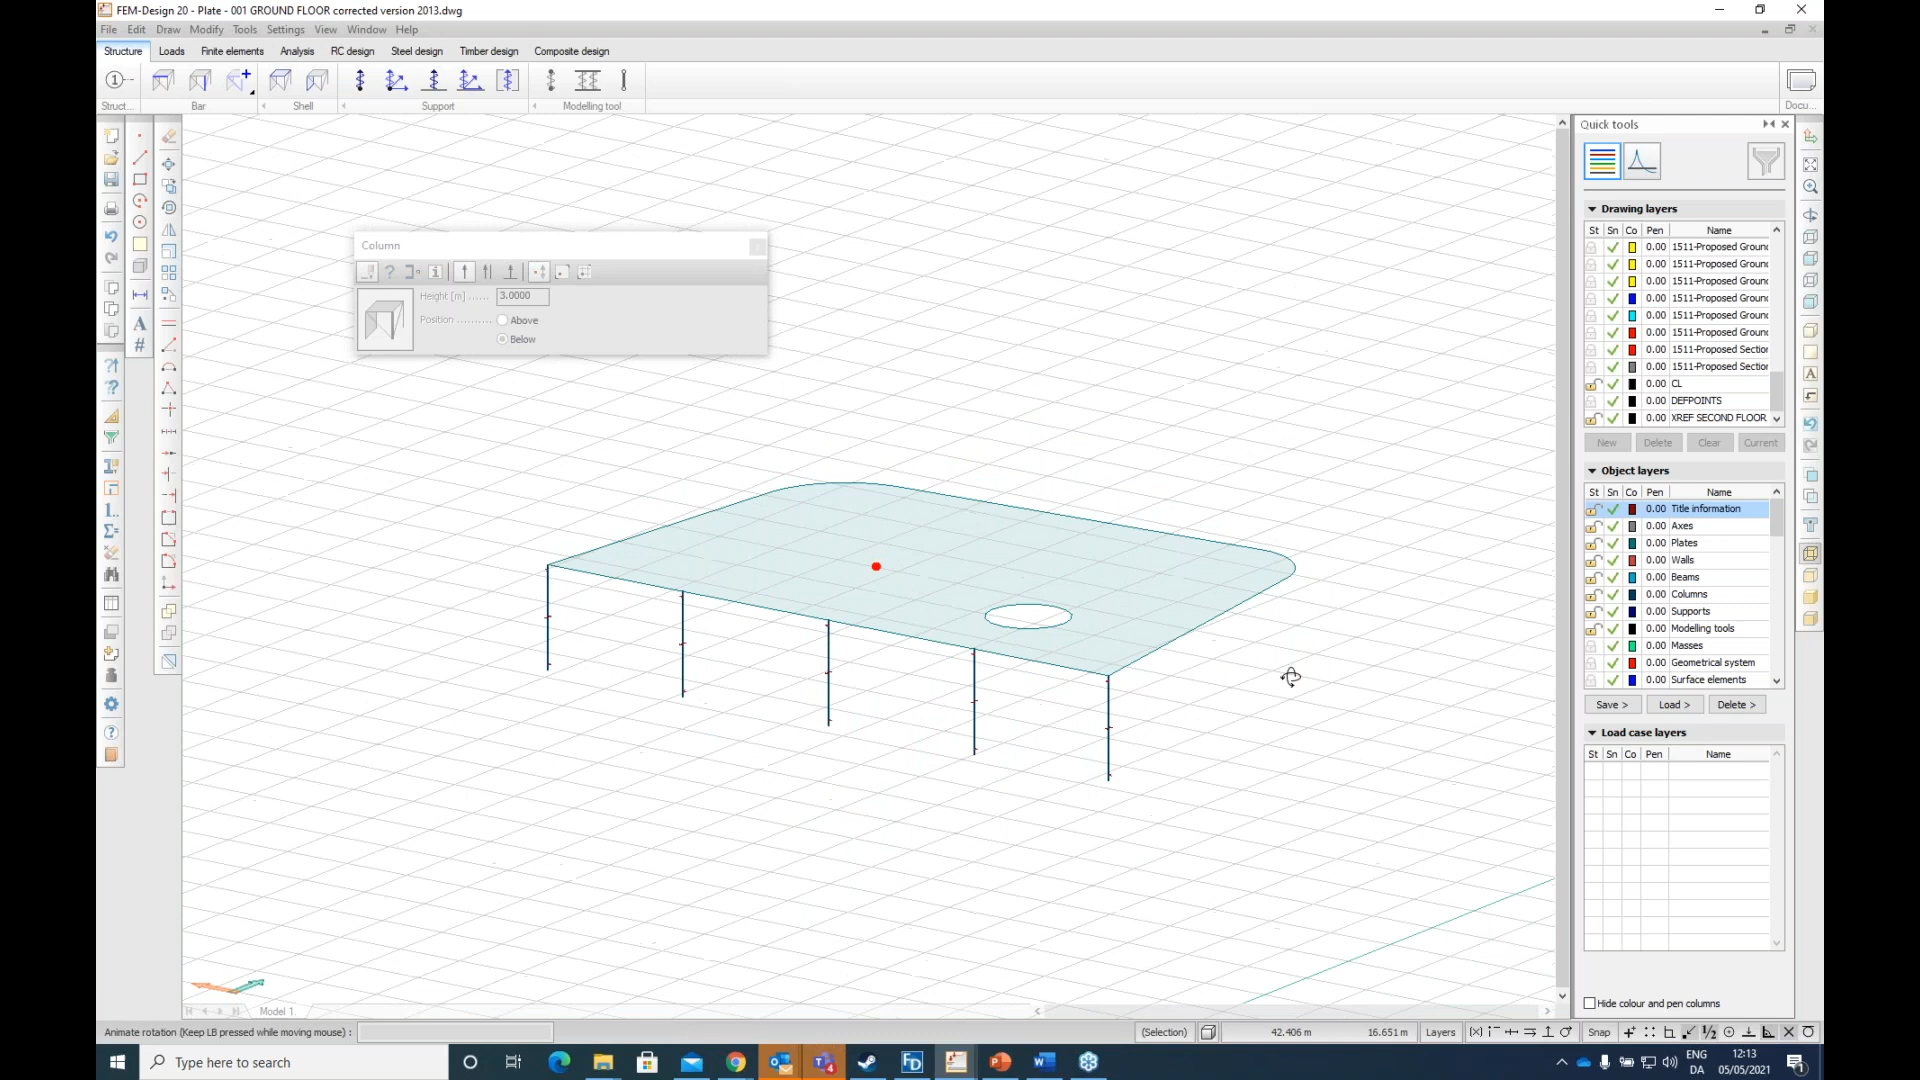 FEM-Design 20 - Plate - 001 GROUND FLOOR corrected version 2013.dwg
File Edit Draw Modify Tools Settings View Window Help
Structure Loads Finite elements Analysis RC design Steel design Timber design Composite design
Struct... Bar Shell Support Modelling tool Docu...
Quick tools
Drawing layers
St Sn Co Pen Name
0.00 1511-Proposed Ground
0.00 1511-Proposed Ground
0.00 1511-Proposed Ground
0.00 1511-Proposed Ground
0.00 1511-Proposed Ground
0.00 1511-Proposed Ground
0.00 1511-Proposed Section
0.00 1511-Proposed Section
0.00 CL
0.00 DEFPOINTS
0.00 XREF SECOND FLOOR
New Delete Clear Current
Object layers
St Sn Co Pen Name
0.00 Title information
0.00 Axes
0.00 Plates
0.00 Walls
0.00 Beams
0.00 Columns
0.00 Supports
0.00 Modelling tools
0.00 Masses
0.00 Geometrical system
0.00 Surface elements
Save > Load > Delete >
Load case layers
St Sn Co Pen Name
Hide colour and pen columns
Column
Height [m] ...... 3.0000
Position .......... Above
Below
Model 1.
Animate rotation (Keep LB pressed while moving mouse) :
(Selection) 42.406 m 16.651 m Layers Snap
Type here to search
ENG
DA
12:13
05/05/2021